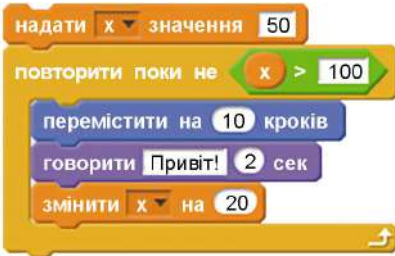 надати x значення 50
повторити поки не x > 100
перемістити на 10 кроків
говорити Привіт! 2 сек
змінити x на 20